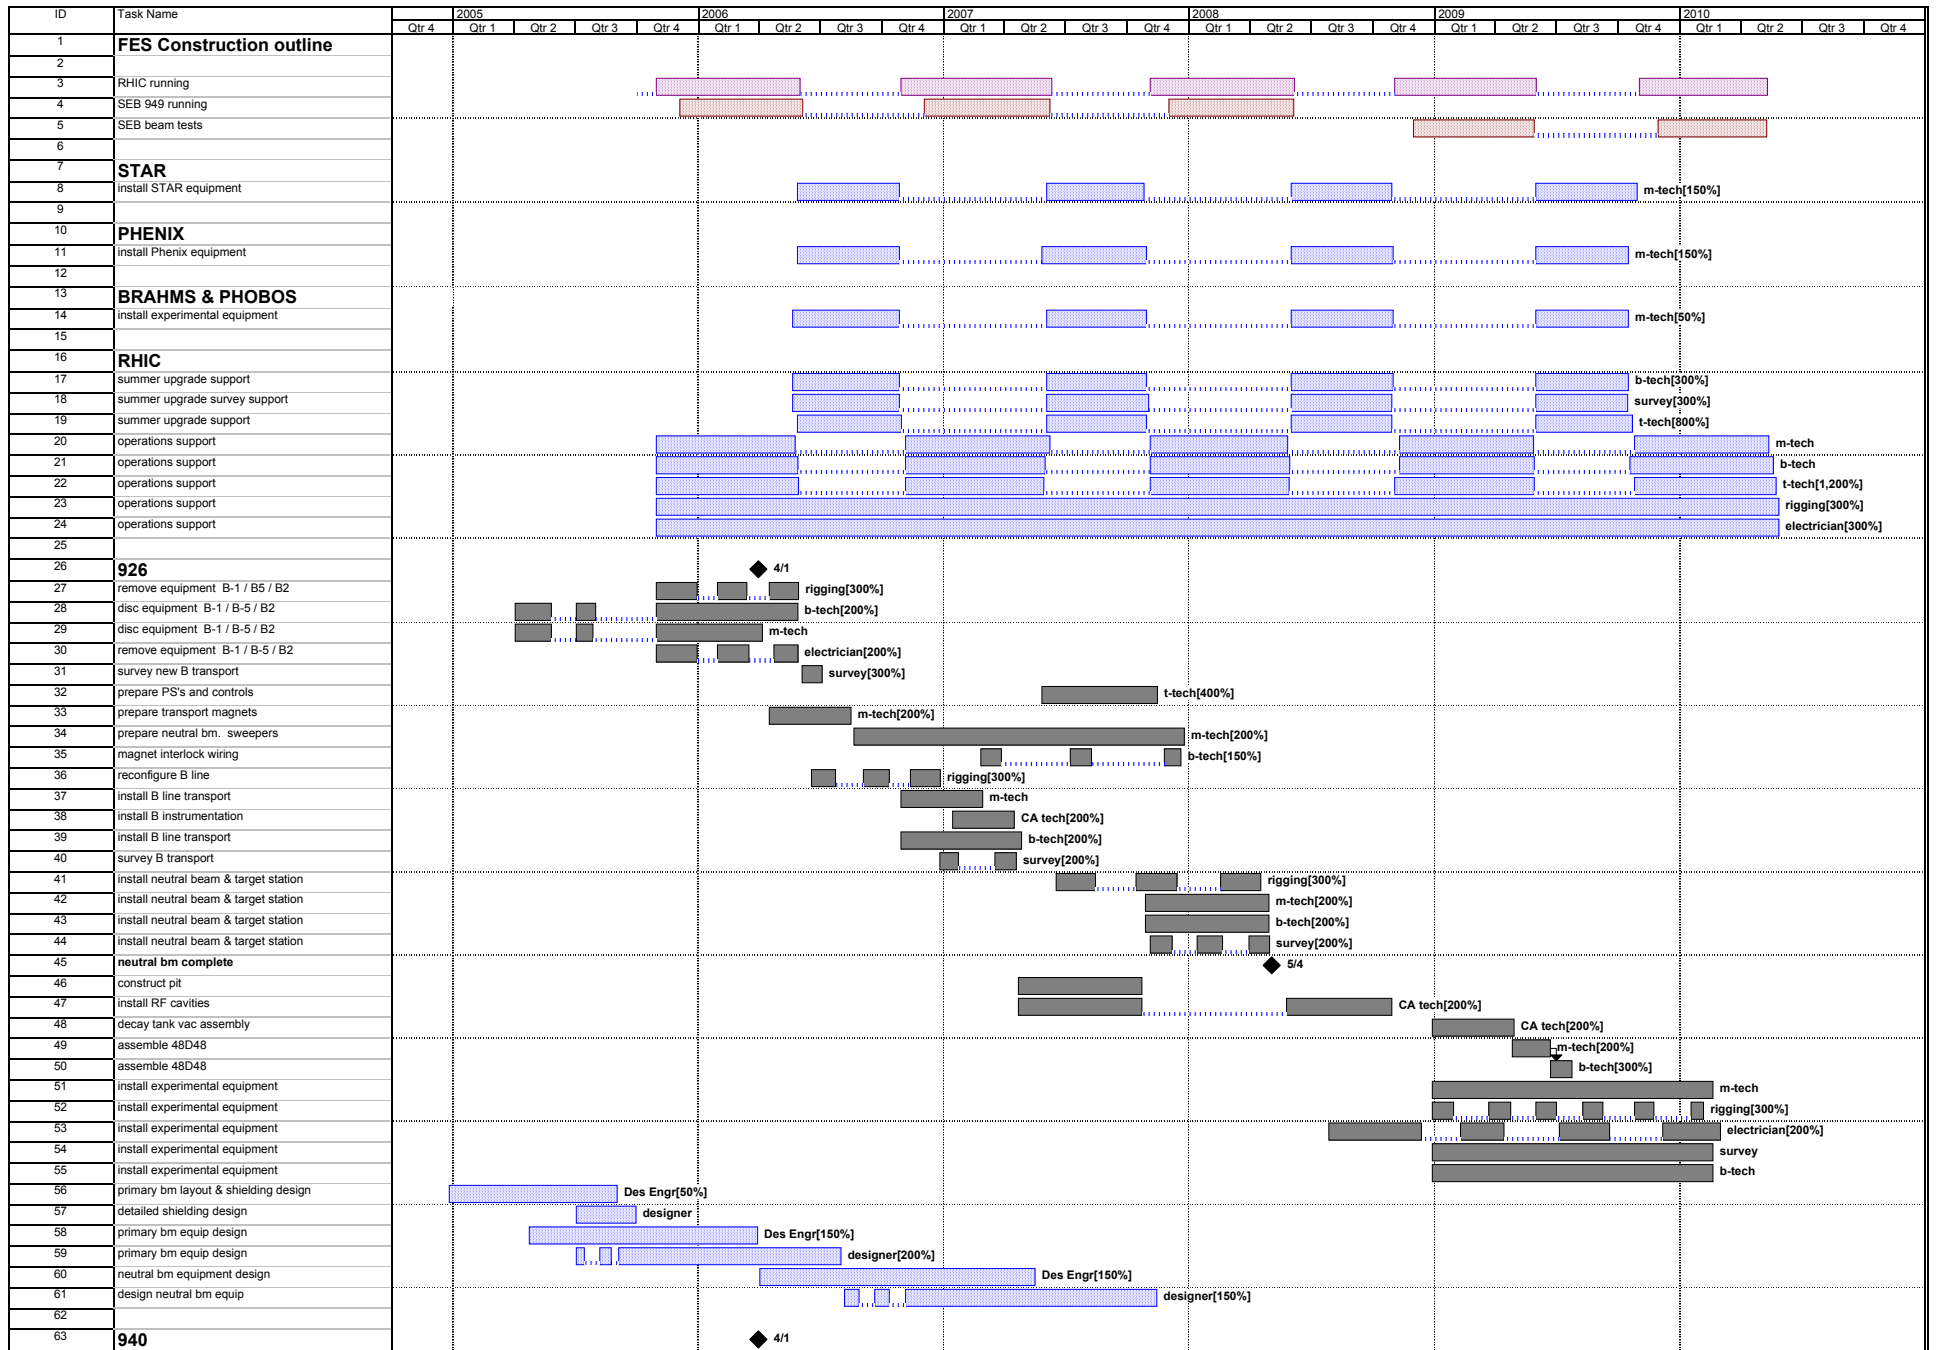 ID Task Name 2005 2006 2007 2008 2009 2010
Qtr 4 Qtr 1 Qtr 2 Qtr 3 Qtr 4 Qtr 1 Qtr 2 Qtr 3 Qtr 4 Qtr 1 Qtr 2 Qtr 3 Qtr 4 Qtr 1 Qtr 2 Qtr 3 Qtr 4 Qtr 1 Qtr 2 Qtr 3 Qtr 4 Qtr 1 Qtr 2 Qtr 3 Qtr 4
1 FES Construction outline
2
3 RHIC running
4 SEB 949 running
5 SEB beam tests
6
7 STAR
8 install STAR equipment m-tech[150%]
9
10 PHENIX
11 install Phenix equipment m-tech[150%]
12
13 BRAHMS & PHOBOS
14 install experimental equipment m-tech[50%]
15
16 RHIC
17 summer upgrade support b-tech[300%]
18 summer upgrade survey support survey[300%]
19 summer upgrade support t-tech[800%]
20 operations support m-tech
21 operations support b-tech
22 operations support t-tech[1,200%]
23 operations support rigging[300%]
24 operations support electrician[300%]
25
26 926 4/1
27 remove equipment B-1 / B5 / B2 rigging[300%]
28 disc equipment B-1 / B-5 / B2 b-tech[200%]
29 disc equipment B-1 / B-5 / B2 m-tech
30 remove equipment B-1 / B-5 / B2 electrician[200%]
31 survey new B transport survey[300%]
32 prepare PS's and controls t-tech[400%]
33 prepare transport magnets m-tech[200%]
34 prepare neutral bm. sweepers m-tech[200%]
35 magnet interlock wiring b-tech[150%]
36 reconfigure B line rigging[300%]
37 install B line transport m-tech
38 install B instrumentation CA tech[200%]
39 install B line transport b-tech[200%]
40 survey B transport survey[200%]
41 install neutral beam & target station rigging[300%]
42 install neutral beam & target station m-tech[200%]
43 install neutral beam & target station b-tech[200%]
44 install neutral beam & target station survey[200%]
45 neutral bm complete 5/4
46 construct pit
47 install RF cavities CA tech[200%]
48 decay tank vac assembly CA tech[200%]
49 assemble 48D48 m-tech[200%]
50 assemble 48D48 b-tech[300%]
51 install experimental equipment m-tech
52 install experimental equipment rigging[300%]
53 install experimental equipment electrician[200%]
54 install experimental equipment survey
55 install experimental equipment b-tech
56 primary bm layout & shielding design Des Engr[50%]
57 detailed shielding design designer
58 primary bm equip design Des Engr[150%]
59 primary bm equip design designer[200%]
60 neutral bm equipment design Des Engr[150%]
61 design neutral bm equip designer[150%]
62
63 940 4/1